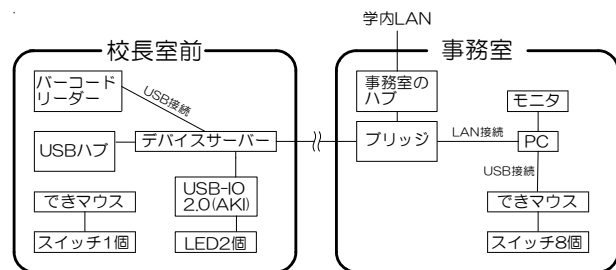 学内LAN
校長室前
事務室
バーコード
リーダー
USB接続
事務室の
ハブ
モニタ
USBハブ
デバイスサーバー
ブリッジ
LAN接続
PC
USB接続
できマウス
USB-IO
2.0(AKI)
できマウス
スイッチ1個
LED2個
スイッチ8個